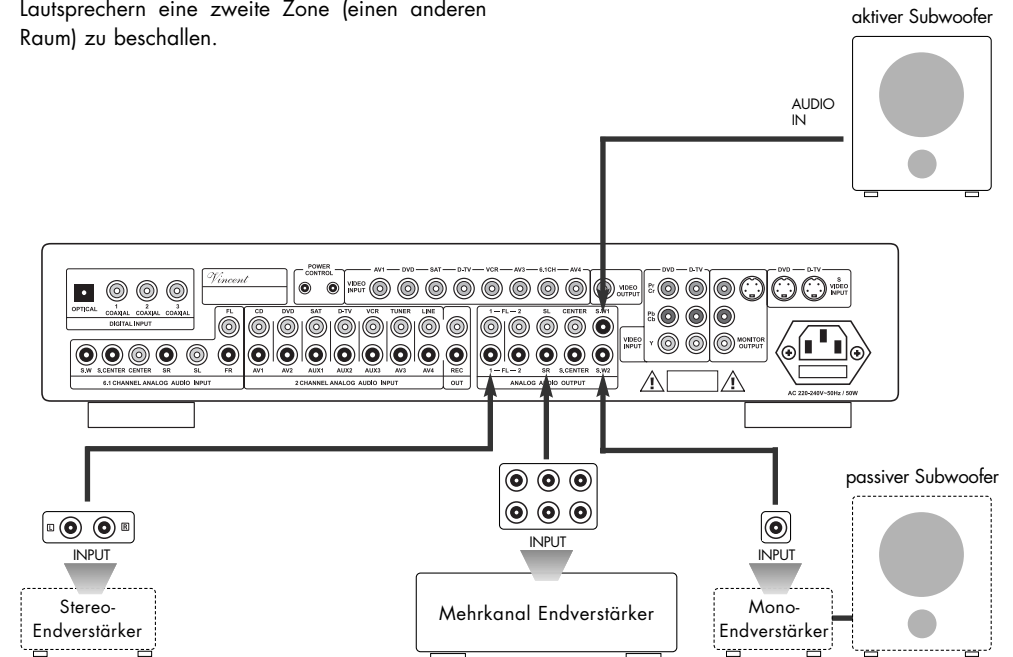 Lautsprechern eine zweite Zone (einen anderen
Raum) zu beschallen.
aktiver Subwoofer
AUDIO
IN
OPTICAL
1 2 3
COAXIAL COAXIAL COAXIAL
DIGITAL INPUT
Vincent
POWER
CONTROL
AV1 DVD SAT D-TV VCR AV3 6.1CH AV4
VIDEO
INPUT
VIDEO
OUTPUT
DVD D-TV
Pr
Cr
Pb
Cb
Y
VIDEO
INPUT
MONITOR
OUTPUT
DVD D-TV
S
VIDEO
INPUT
FL
CD DVD SAT D-TV VCR TUNER LINE
1 — FL — 2 SL CENTER S.W1
S.W S.CENTER CENTER SR SL FR
6.1 CHANNEL ANALOG AUDIO INPUT
AV1 AV2 AUX1 AUX2 AUX3 AV3 AV4 REC
2 CHANNEL ANALOG AUDIO INPUT
OUT
1 — FL — 2 SR S.CENTER S.W2
ANALOG AUDIO OUTPUT
AC 220-240V~50Hz / 50W
L R
INPUT
Stereo-
Endverstärker
INPUT
Mehrkanal Endverstärker
INPUT
Mono-
Endverstärker
passiver Subwoofer